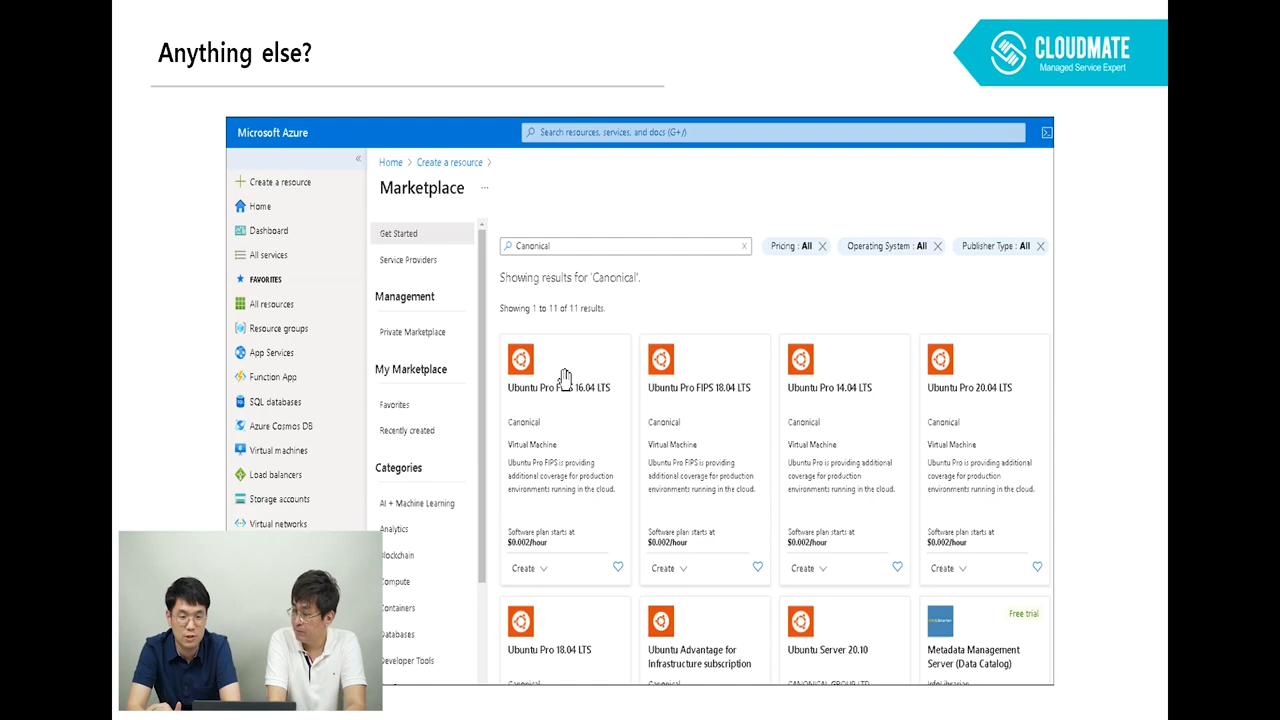 Anything else?
CLOUDMATE
Managed Service Expert
Microsoft Azure
Search resources, services, and docs (G+/)
Create a resource
Home
Dashboard
All services
FAVORITES
All resources
Resource groups
App Services
Function App
SQL databases
Azure Cosmos DB
Virtual machines
Load balancers
Storage accounts
Virtual networks
Home > Create a resource >
Marketplace ...
Get Started
Service Providers
Management
Private Marketplace
My Marketplace
Favorites
Recently created
Categories
AI + Machine Learning
Analytics
Blockchain
Compute
Containers
Databases
Developer Tools
Canonical
Pricing : All
Operating System : All
Publisher Type : All
Showing results for 'Canonical'.
Showing 1 to 11 of 11 results.
Ubuntu Pro 16.04 LTS
Canonical
Virtual Machine
Ubuntu Pro FIPS is providing
additional coverage for production
environments running in the cloud.
Software plan starts at
$0.002/hour
Create
Ubuntu Pro FIPS 18.04 LTS
Canonical
Virtual Machine
Ubuntu Pro FIPS is providing
additional coverage for production
environments running in the cloud.
Software plan starts at
$0.002/hour
Create
Ubuntu Pro 14.04 LTS
Canonical
Virtual Machine
Ubuntu Pro is providing additional
coverage for production
environments running in the cloud.
Software plan starts at
$0.002/hour
Create
Ubuntu Pro 20.04 LTS
Canonical
Virtual Machine
Ubuntu Pro is providing additional
coverage for production
environments running in the cloud.
Software plan starts at
$0.002/hour
Create
Ubuntu Pro 18.04 LTS
Canonical
Ubuntu Advantage for
Infrastructure subscription
Canonical
Ubuntu Server 20.10
CANONICAL GROUP LTD
Free trial
Metadata Management
Server (Data Catalog)
InfoLibrarian